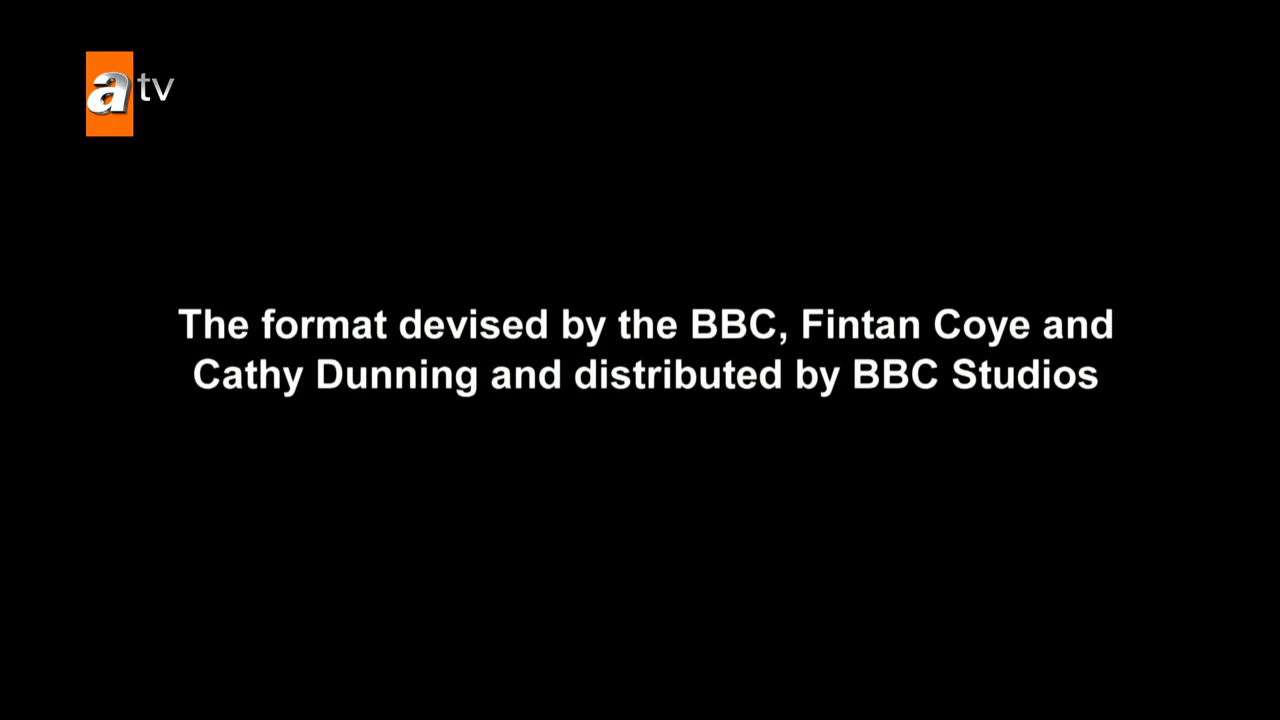 atv
The format devised by the BBC, Fintan Coye and
Cathy Dunning and distributed by BBC Studios